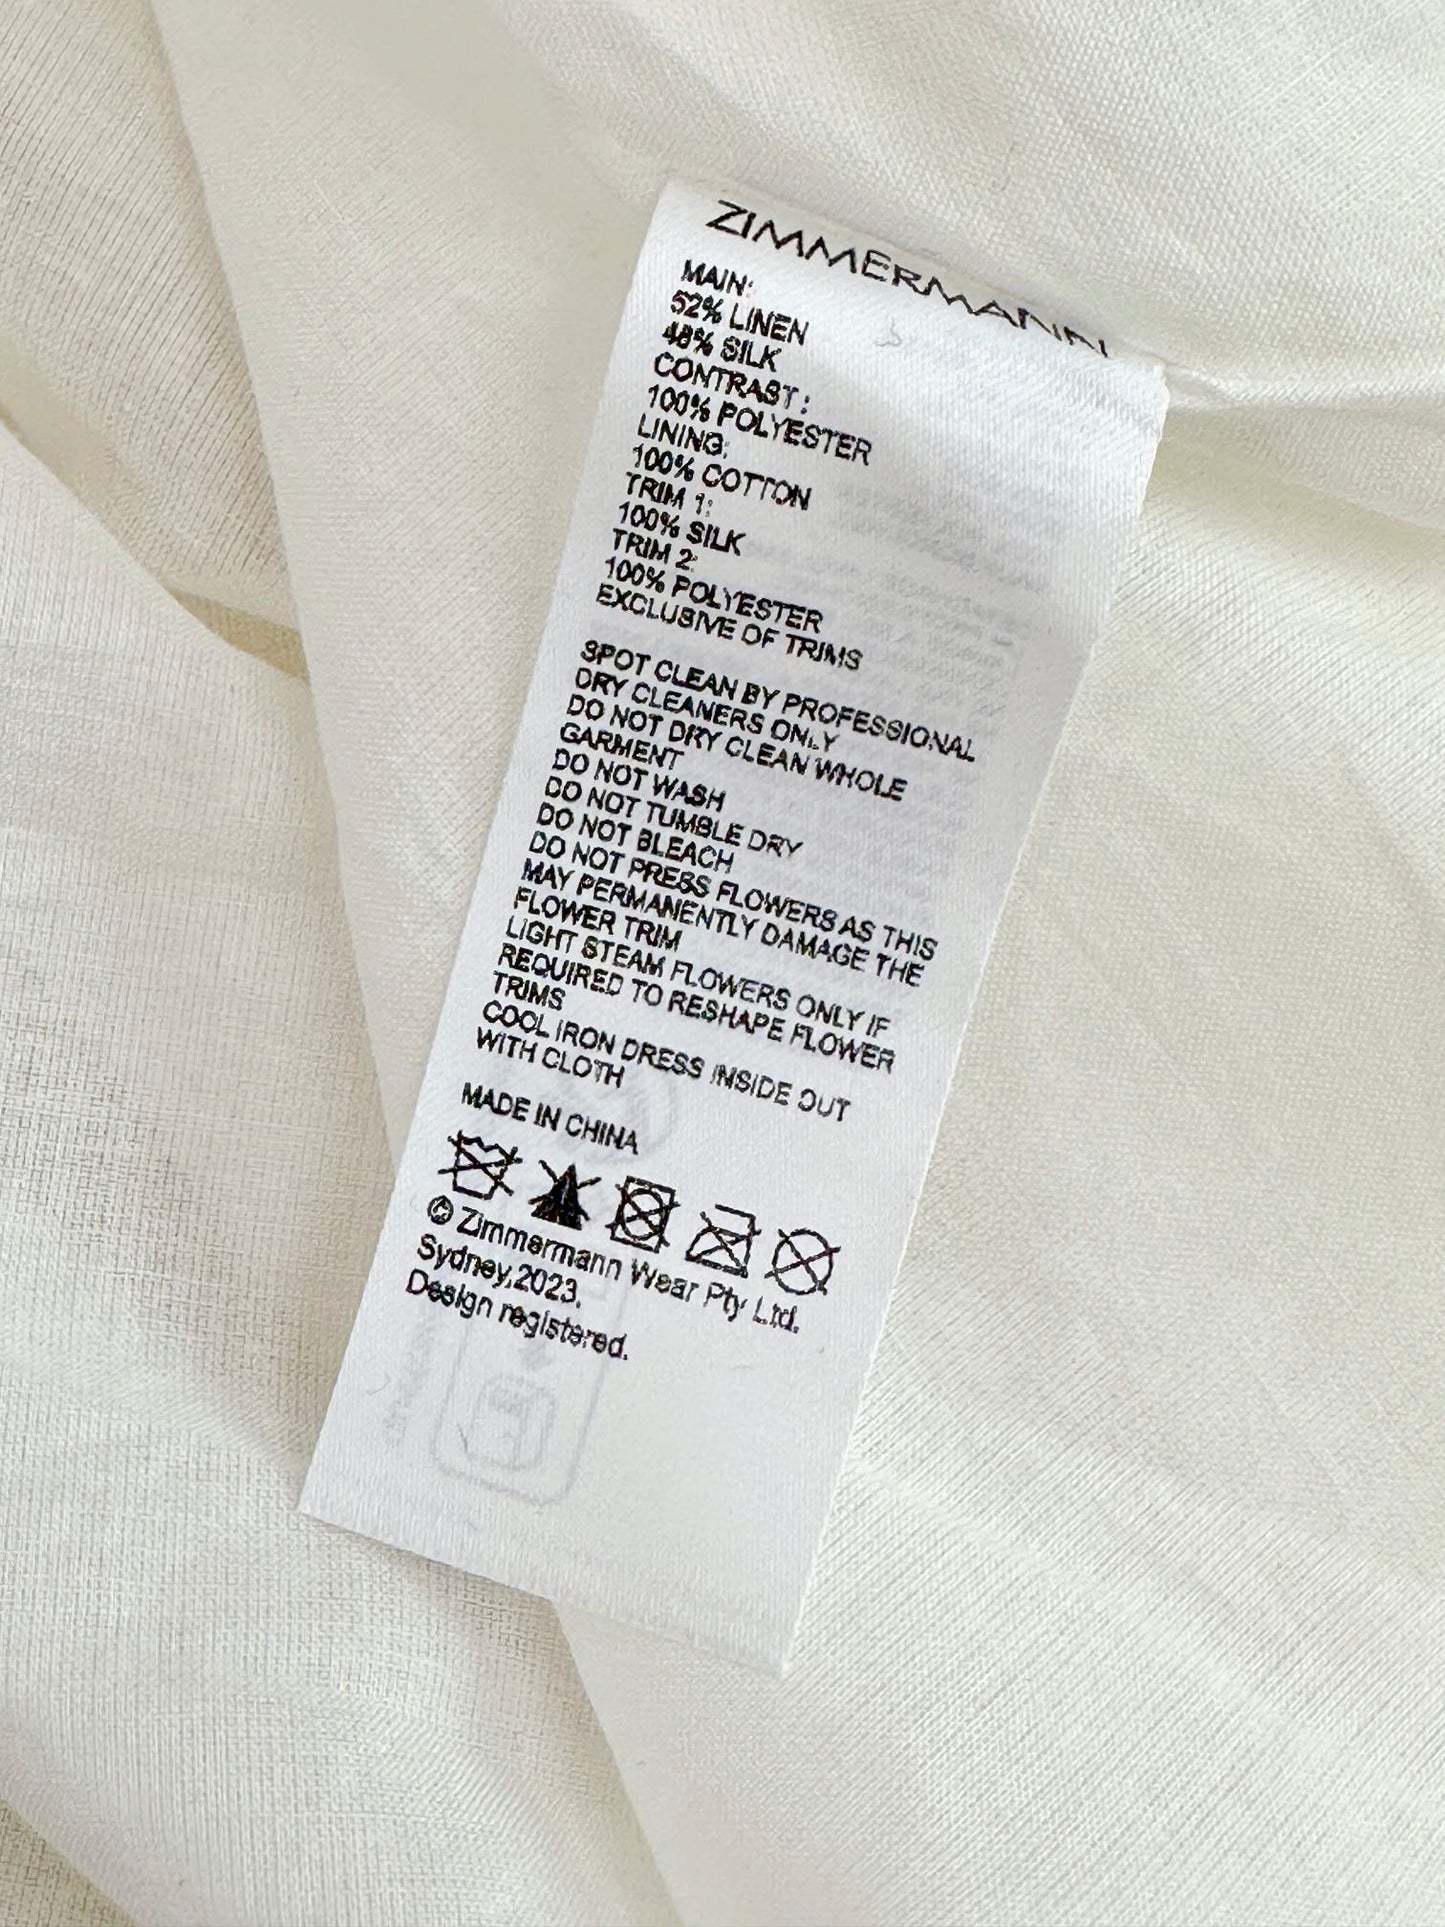 ZIMMERMANN
MAIN:
52% LINEN
48% SILK
CONTRAST:
100% POLYESTER
LINING:
100% COTTON
TRIM 1:
100% SILK
TRIM 2:
100% POLYESTER
EXCLUSIVE OF TRIMS
SPOT CLEAN BY PROFESSIONAL
DRY CLEANERS ONLY
DO NOT DRY CLEAN WHOLE
GARMENT
DO NOT WASH
DO NOT TUMBLE DRY
DO NOT BLEACH
DO NOT PRESS FLOWERS AS THIS
MAY PERMANENTLY DAMAGE THE
FLOWER TRIM
LIGHT STEAM FLOWERS ONLY IF
REQUIRED TO RESHAPE FLOWER
TRIMS
COOL IRON DRESS INSIDE OUT
WITH CLOTH
MADE IN CHINA
© Zimmermann Wear Pty Ltd.
Sydney,2023.
Design registered.